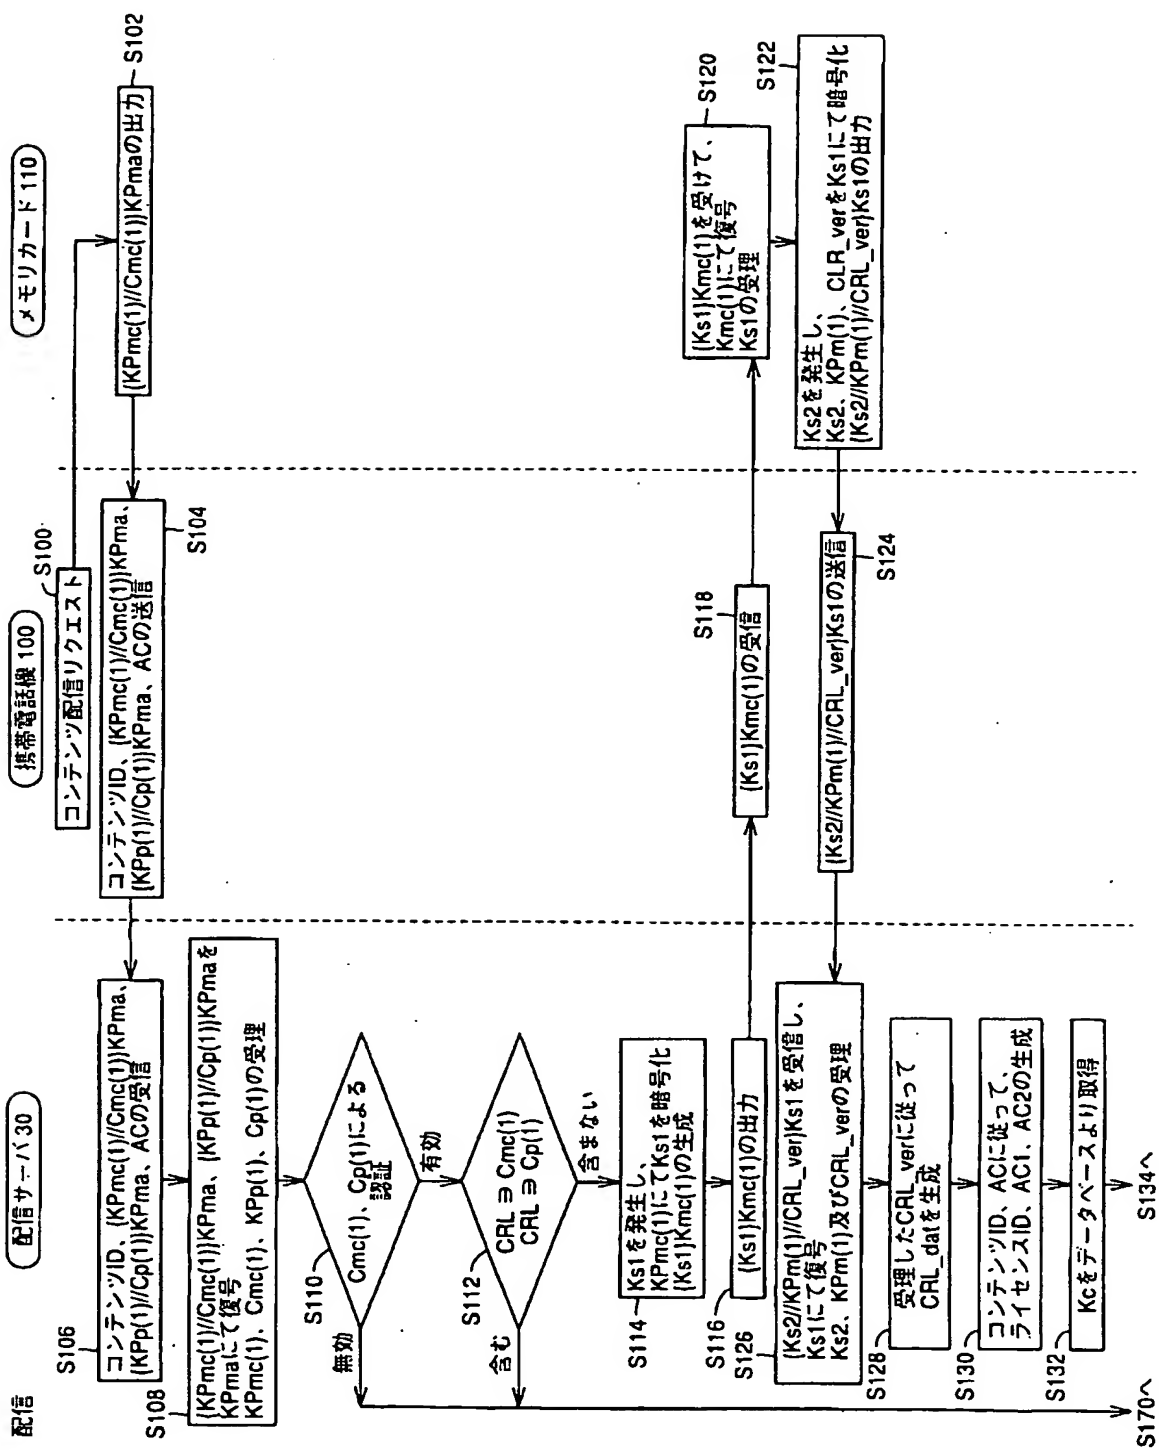 配信
配信サーバ30
携帯電話機 100
メモリカード 110
コンテンツ配信リクエスト
S100
{KPmc(1)//Cmc(1)}KPmaの出力
S102
コンテンツID、{KPmc(1)//Cmc(1)}KPma、
{KPp(1)//Cp(1)}KPma、ACの送信
S104
S106
コンテンツID、{KPmc(1)//Cmc(1)}KPma、
{KPp(1)//Cp(1)}KPma、ACの受信
S108
{KPmc(1)//Cmc(1)}KPma、{KPp(1)//Cp(1)}KPmaを
KPmaにて復号
KPmc(1)、Cmc(1)、KPp(1)、Cp(1)の受理
S110
Cmc(1)、Cp(1)による
認証
無効
有効
S112
CRL∋Cmc(1)
CRL∋Cp(1)
含む
含まない
S114
Ks1を発生し、
KPmc(1)にてKs1を暗号化
{Ks1}Kmc(1)の生成
S116
{Ks1}Kmc(1)の出力
S118
{Ks1}Kmc(1)の受信
S120
{Ks1}Kmc(1)を受けて、
Kmc(1)にて復号
Ks1の受理
S122
Ks2を発生し、
Ks2、KPm(1)、CLR_verをKs1にて暗号化
{Ks2//KPm(1)//CRL_ver}Ks1の出力
S124
{Ks2//KPm(1)//CRL_ver}Ks1の送信
S126
{Ks2//KPm(1)//CRL_ver}Ks1を受信し、
Ks1にて復号
Ks2、KPm(1)及びCRL_verの受理
S128
受理したCRL_verに従って
CRL_datを生成
S130
コンテンツID、ACに従って、
ライセンスID、AC1、AC2の生成
S132
Kcをデータベースより取得
S170へ
S134へ